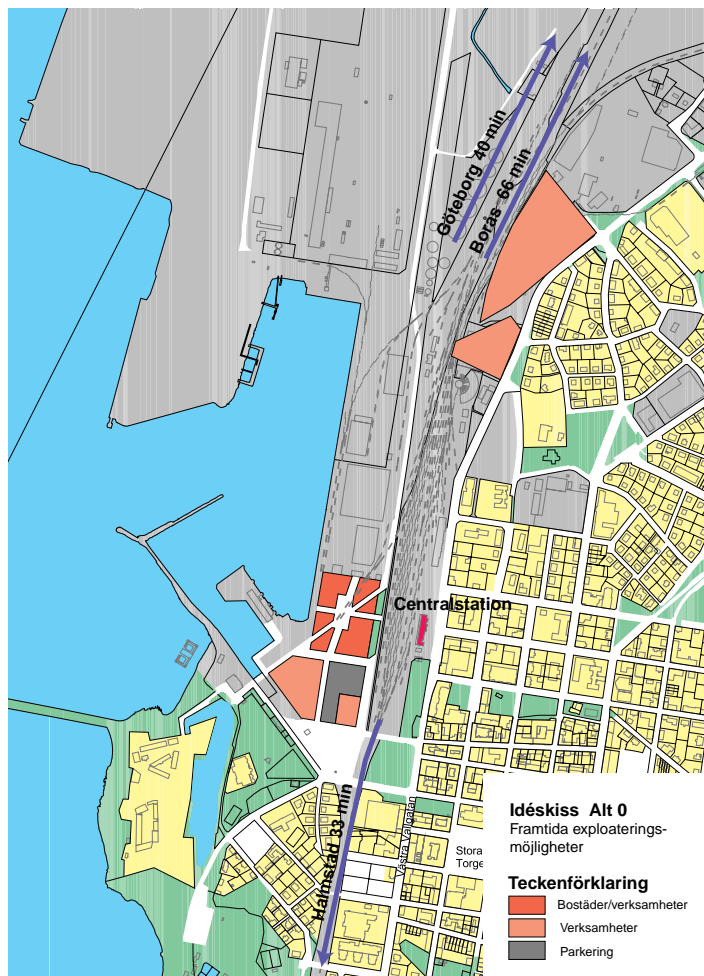 Göteborg 40 min
Borås 66 min
Centralstation
Halmstad 33 min
Västra Vallgatan
Stora
Torge
Idéskiss Alt 0
Framtida exploaterings-
möjligheter
Teckenförklaring
Bostäder/verksamheter
Verksamheter
Parkering